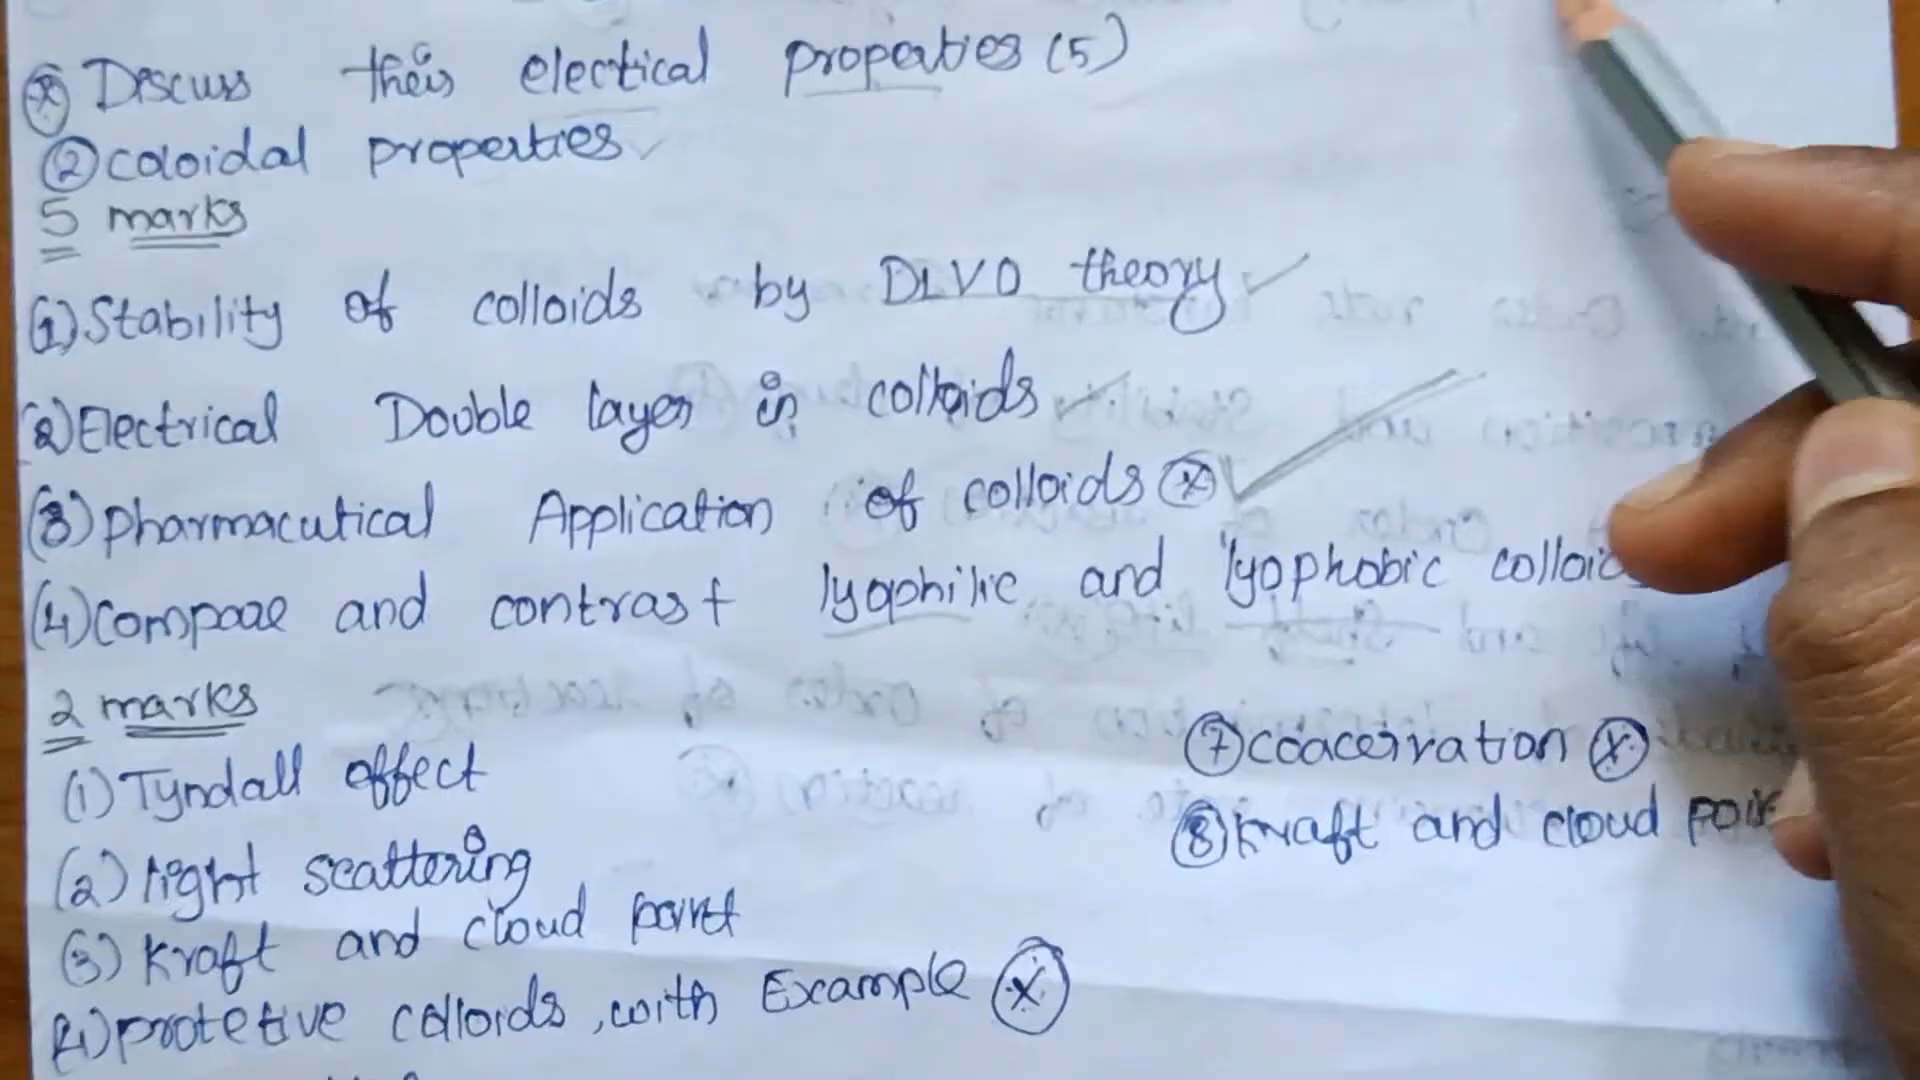 Discuss their electical properties (5)
② coloidal properties
5 marks
(1) Stability of colloids by DLVO theory
(2) Electrical Double layer in colloids
(3) pharmacutical Application of colloids
(4) compare and contrast lyophilic and lyophobic colloid
2 marks
(1) Tyndall effect
(2) light scattering
(3) kraft and cloud point
(4) protetive colloids, with Example
⑦ coacervation
⑧ kraft and cloud poin